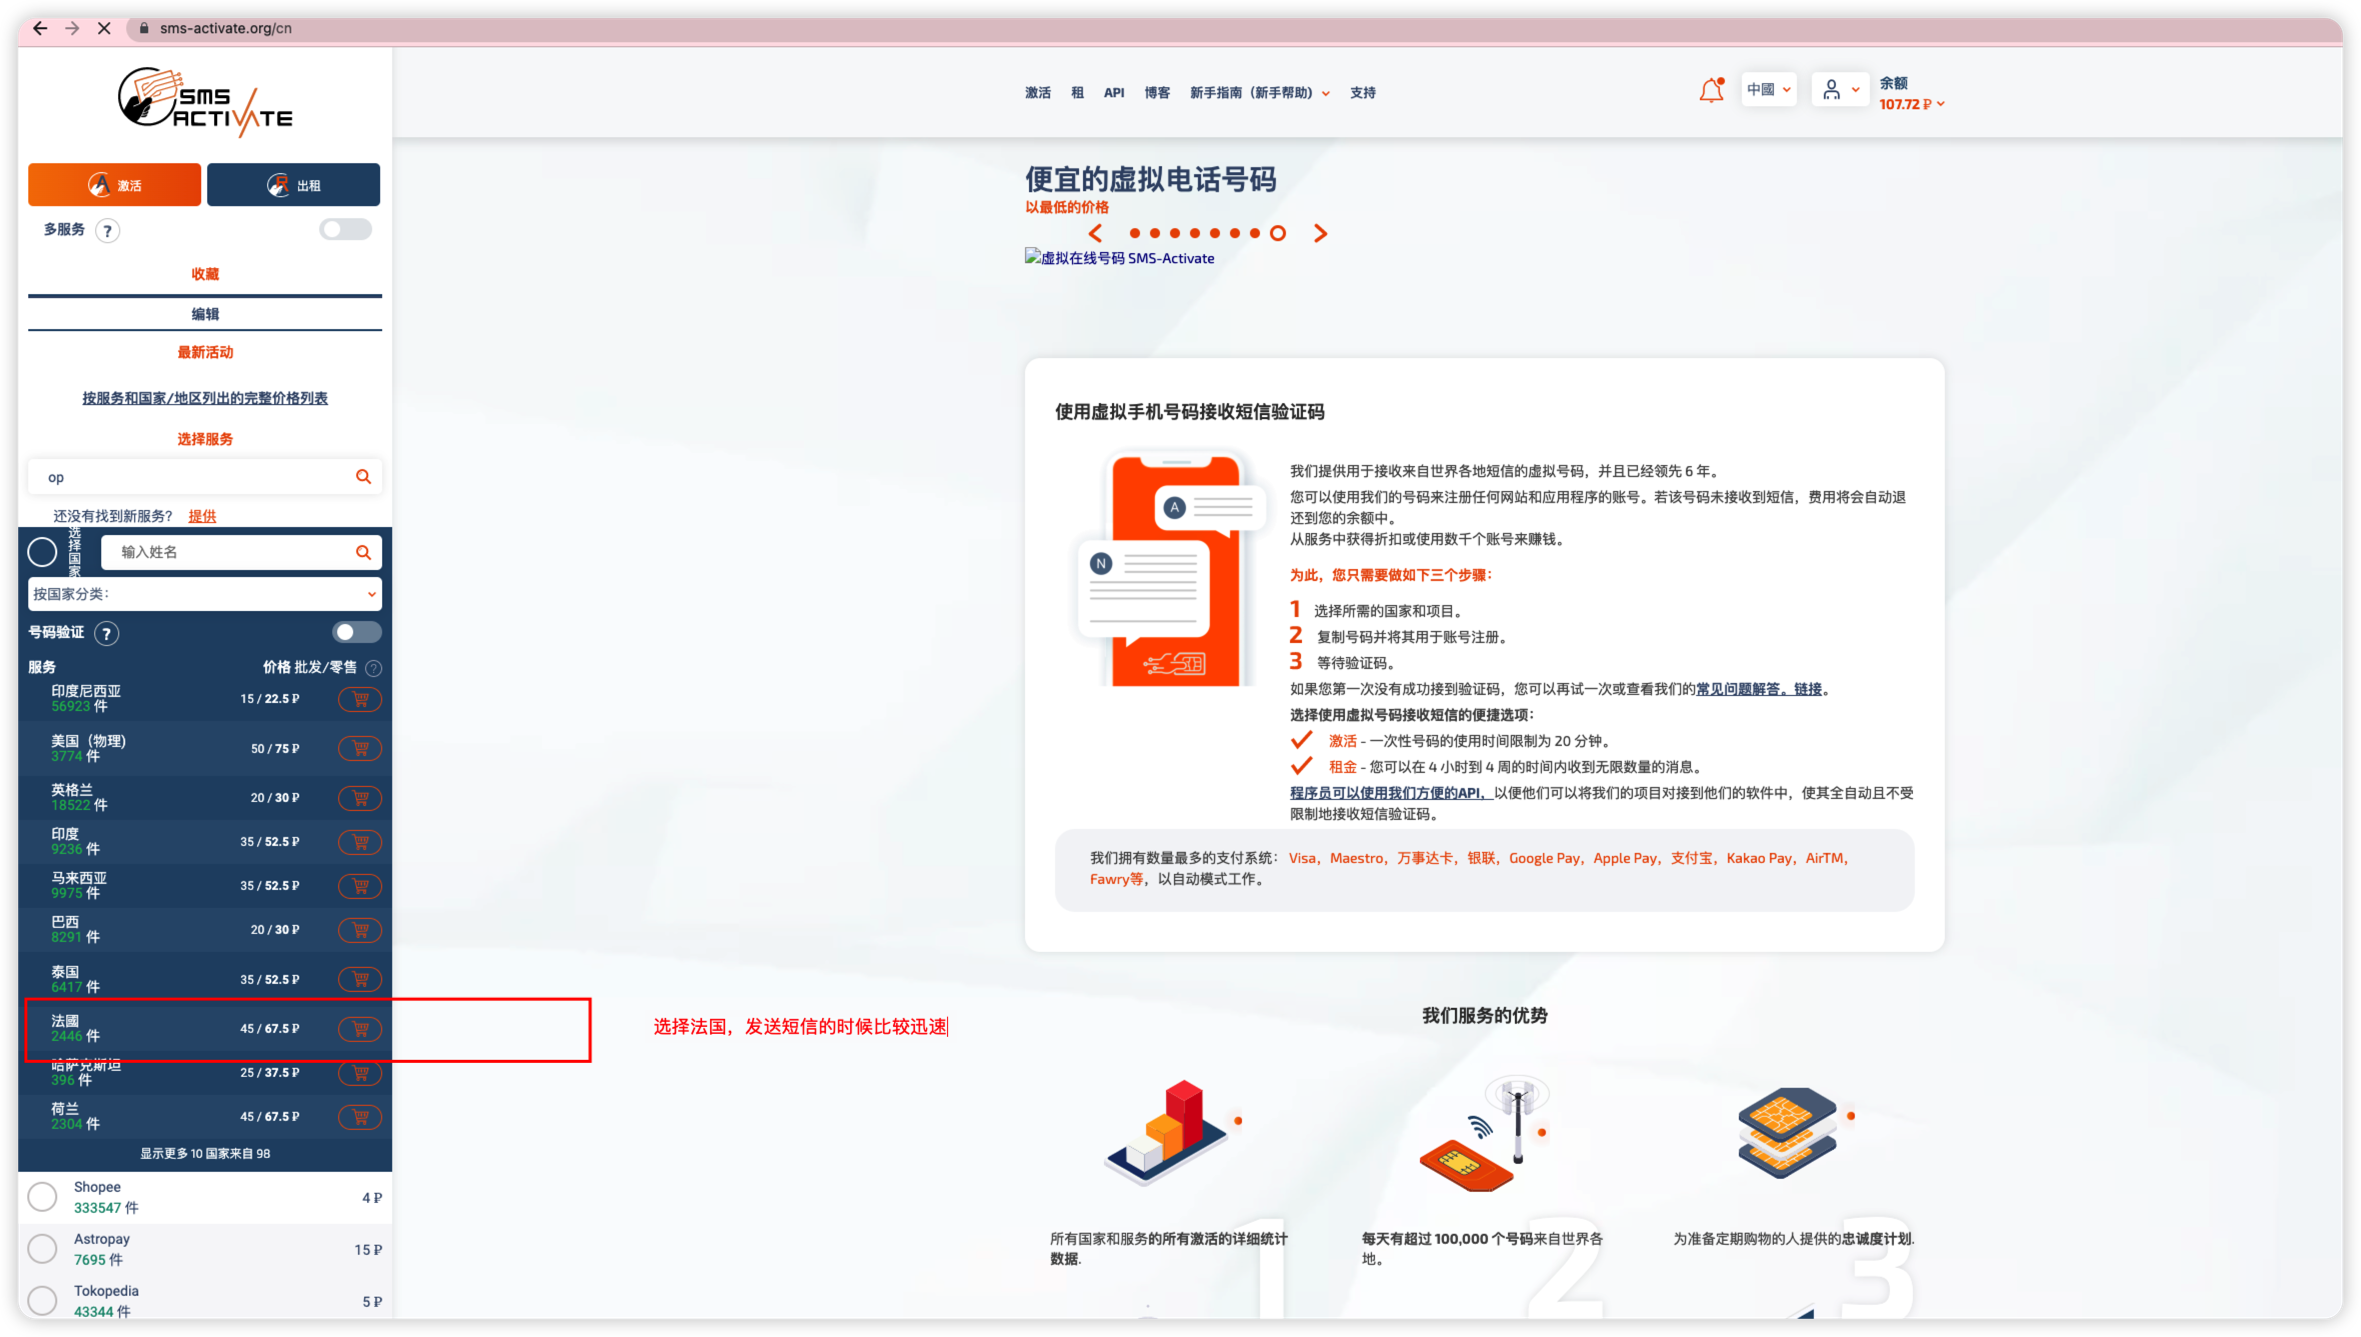 sms-activate.org/cn
SMS
ACTIVATE
激活
租
API
博客
新手指南（新手帮助）
支持
中國
余额
107.72 ₽
激活
出租
多服务 ?
收藏
编辑
最新活动
按服务和国家/地区列出的完整价格列表
选择服务
op
还没有找到新服务? 提供
选择国家
输入姓名
按国家分类:
号码验证 ?
服务
价格 批发/零售 ?
印度尼西亚
56923 件
15 / 22.5 ₽
美国（物理)
3774 件
50 / 75 ₽
英格兰
18522 件
20 / 30 ₽
印度
9236 件
35 / 52.5 ₽
马来西亚
9975 件
35 / 52.5 ₽
巴西
8291 件
20 / 30 ₽
泰国
6417 件
35 / 52.5 ₽
法國
2446 件
45 / 67.5 ₽
哈萨克斯坦
396 件
25 / 37.5 ₽
荷兰
2304 件
45 / 67.5 ₽
显示更多 10 国家来自 98
Shopee
333547 件
4 ₽
Astropay
7695 件
15 ₽
Tokopedia
43344 件
5 ₽
选择法国，发送短信的时候比较迅速
便宜的虚拟电话号码
以最低的价格
虚拟在线号码 SMS-Activate
使用虚拟手机号码接收短信验证码
A
N
我们提供用于接收来自世界各地短信的虚拟号码，并且已经领先 6 年。
您可以使用我们的号码来注册任何网站和应用程序的账号。若该号码未接收到短信，费用将会自动退
还到您的余额中。
从服务中获得折扣或使用数千个账号来赚钱。
为此，您只需要做如下三个步骤：
1 选择所需的国家和项目。
2 复制号码并将其用于账号注册。
3 等待验证码。
如果您第一次没有成功接到验证码，您可以再试一次或查看我们的常见问题解答。链接。
选择使用虚拟号码接收短信的便捷选项：
激活 - 一次性号码的使用时间限制为 20 分钟。
租金 - 您可以在 4 小时到 4 周的时间内收到无限数量的消息。
程序员可以使用我们方便的API，以便他们可以将我们的项目对接到他们的软件中，使其全自动且不受
限制地接收短信验证码。
我们拥有数量最多的支付系统： Visa，Maestro，万事达卡，银联，Google Pay，Apple Pay，支付宝，Kakao Pay，AirTM，
Fawry等，以自动模式工作。
我们服务的优势
1
所有国家和服务的所有激活的详细统计
数据.
2
每天有超过 100,000 个号码来自世界各
地。
3
为准备定期购物的人提供的忠诚度计划.